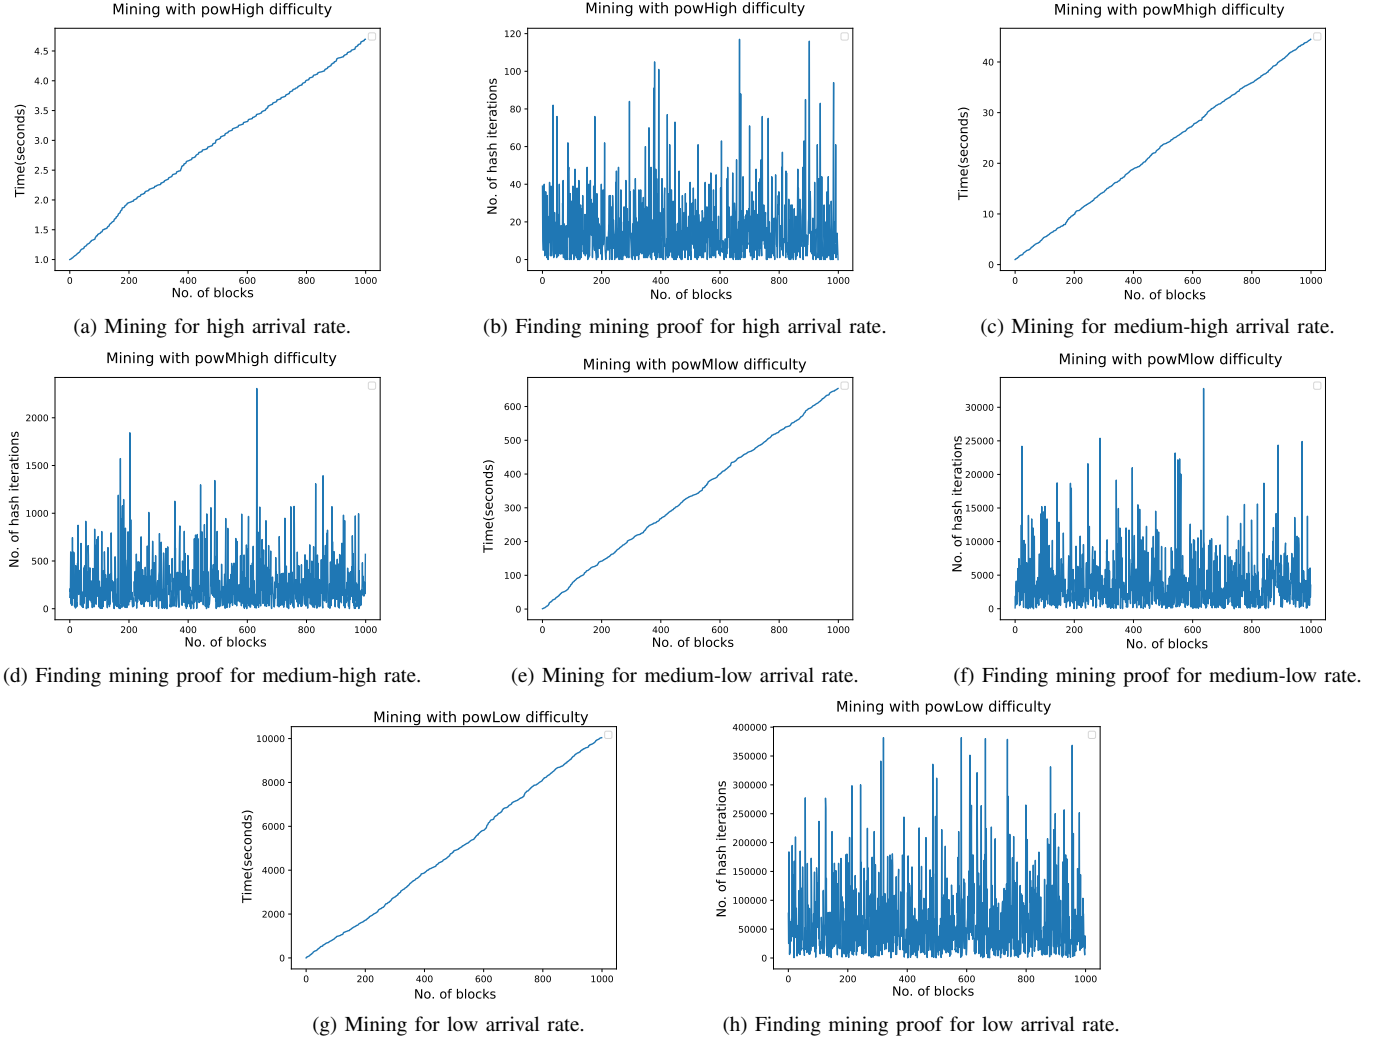 Mining with powHigh difficulty
4.5
4.0
3.5
3.0
2.5
2.0
1.5
1.0
Time(seconds)
0 200 400 600 800 1000
No. of blocks
(a) Mining for high arrival rate.
Mining with powHigh difficulty
120
100
80
60
40
20
0
No. of hash iterations
0 200 400 600 800 1000
No. of blocks
(b) Finding mining proof for high arrival rate.
Mining with powMhigh difficulty
40
30
20
10
0
Time(seconds)
0 200 400 600 800 1000
No. of blocks
(c) Mining for medium-high arrival rate.
Mining with powMhigh difficulty
2000
1500
1000
500
0
No. of hash iterations
0 200 400 600 800 1000
No. of blocks
(d) Finding mining proof for medium-high rate.
Mining with powMlow difficulty
600
500
400
300
200
100
0
Time(seconds)
0 200 400 600 800 1000
No. of blocks
(e) Mining for medium-low arrival rate.
Mining with powMlow difficulty
30000
25000
20000
15000
10000
5000
0
No. of hash iterations
0 200 400 600 800 1000
No. of blocks
(f) Finding mining proof for medium-low rate.
Mining with powLow difficulty
10000
8000
6000
4000
2000
0
Time(seconds)
0 200 400 600 800 1000
No. of blocks
(g) Mining for low arrival rate.
Mining with powLow difficulty
400000
350000
300000
250000
200000
150000
100000
50000
0
No. of hash iterations
0 200 400 600 800 1000
No. of blocks
(h) Finding mining proof for low arrival rate.